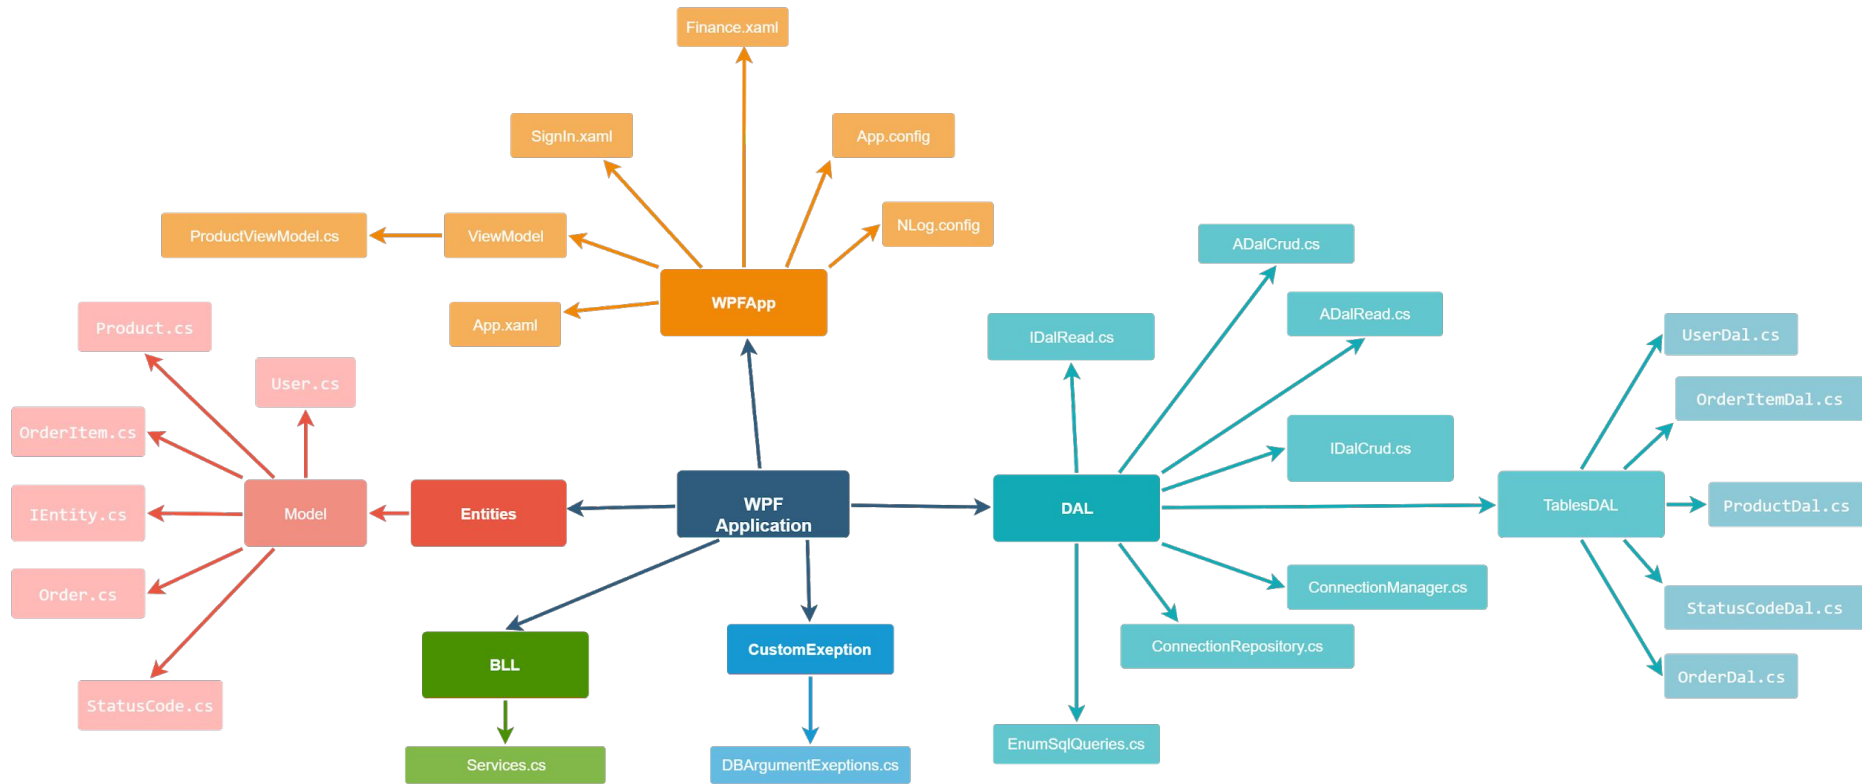 Finance.xaml
SignIn.xaml
App.config
ProductViewModel.cs
ViewModel
NLog.config
ADalCrud.cs
WPFApp
App.xaml
Product.cs
IDalRead.cs
ADalRead.cs
UserDal.cs
User.cs
OrderItemDal.cs
OrderItem.cs
IDalCrud.cs
IEntity.cs
Model
Entities
WPF
Application
DAL
TablesDAL
ProductDal.cs
Order.cs
ConnectionManager.cs
StatusCodeDal.cs
BLL
CustomExeption
ConnectionRepository.cs
OrderDal.cs
StatusCode.cs
EnumSqlQueries.cs
Services.cs
DBArgumentExeptions.cs